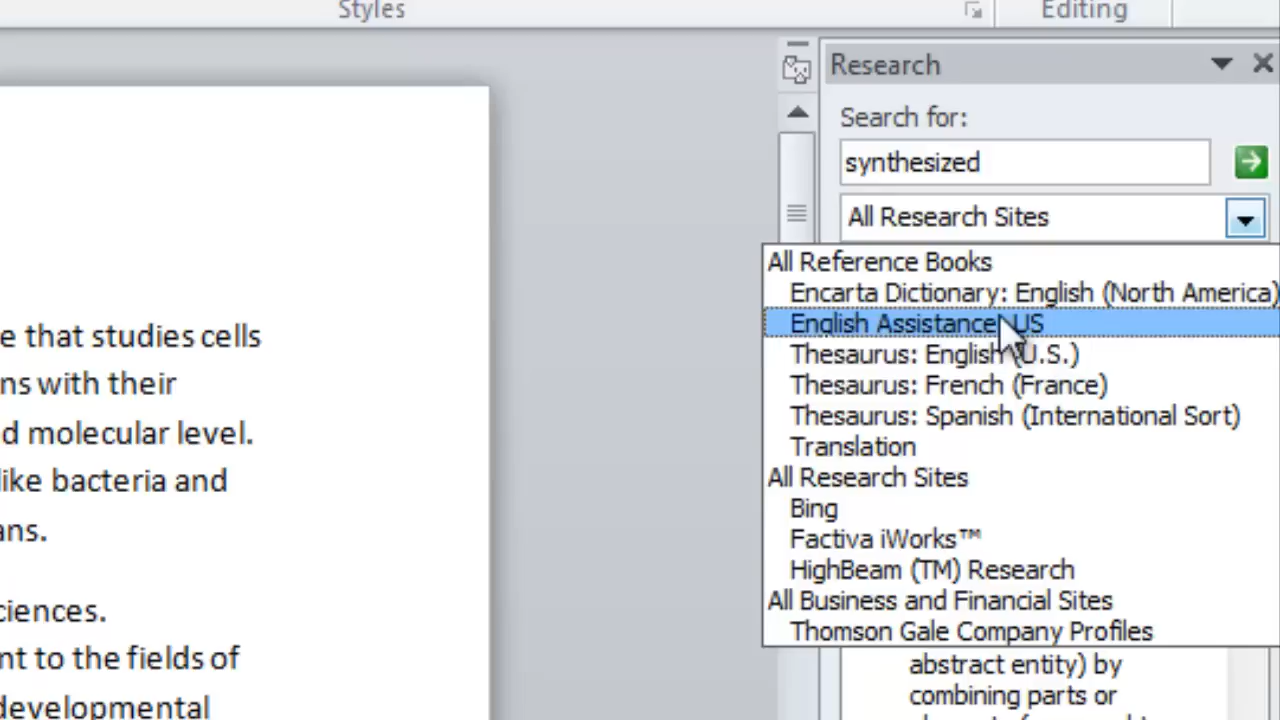 Styles
Editing
Research
Search for:
synthesized
All Research Sites
All Reference Books
Encarta Dictionary: English (North America)
English Assistance: US
Thesaurus: English (U.S.)
Thesaurus: French (France)
Thesaurus: Spanish (International Sort)
Translation
All Research Sites
Bing
Factiva iWorks™
HighBeam (TM) Research
All Business and Financial Sites
Thomson Gale Company Profiles
abstract entity) by
combining parts or
e that studies cells
ns with their
d molecular level.
like bacteria and
ans.
ciences.
nt to the fields of
developmental